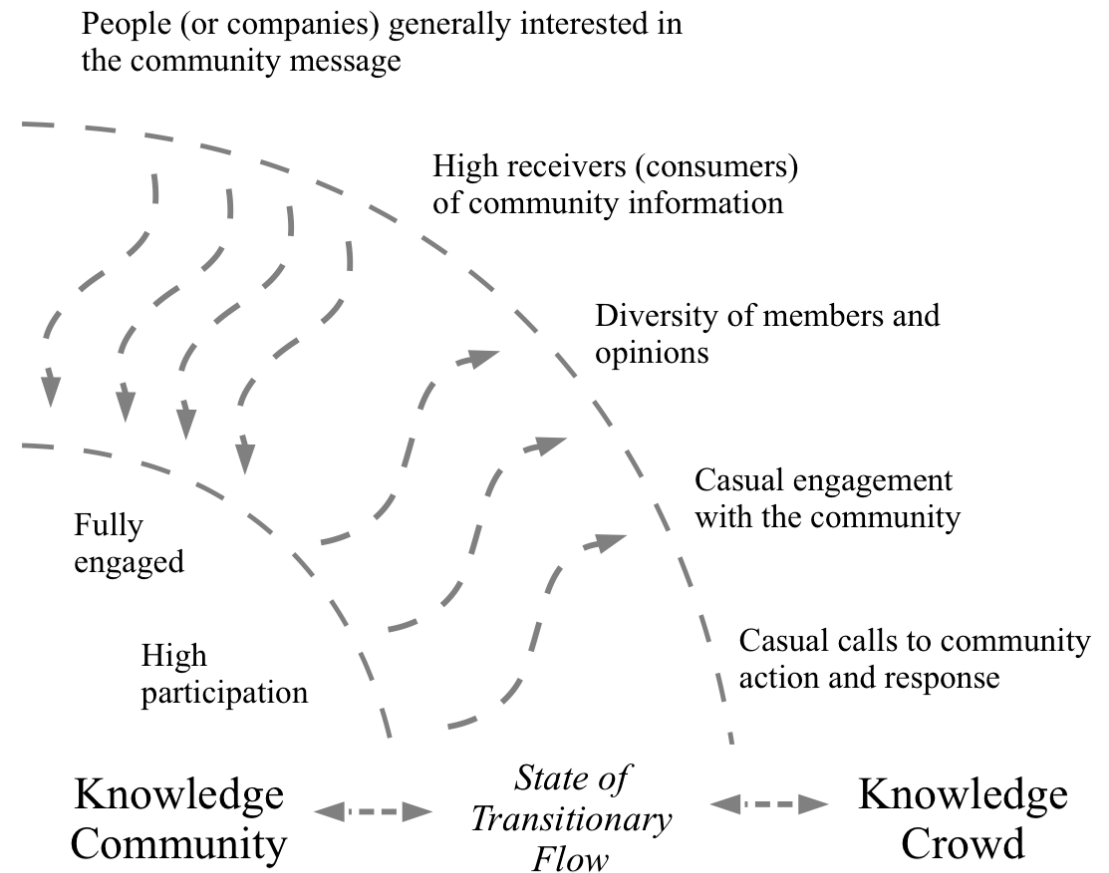 People (or companies) generally interested in
the community message
High receivers (consumers)
of community information
Diversity of members and
opinions
Casual engagement
with the community
Fully
engaged
High
participation
Casual calls to community
action and response
Knowledge
Community
State of
Transitionary
Flow
Knowledge
Crowd